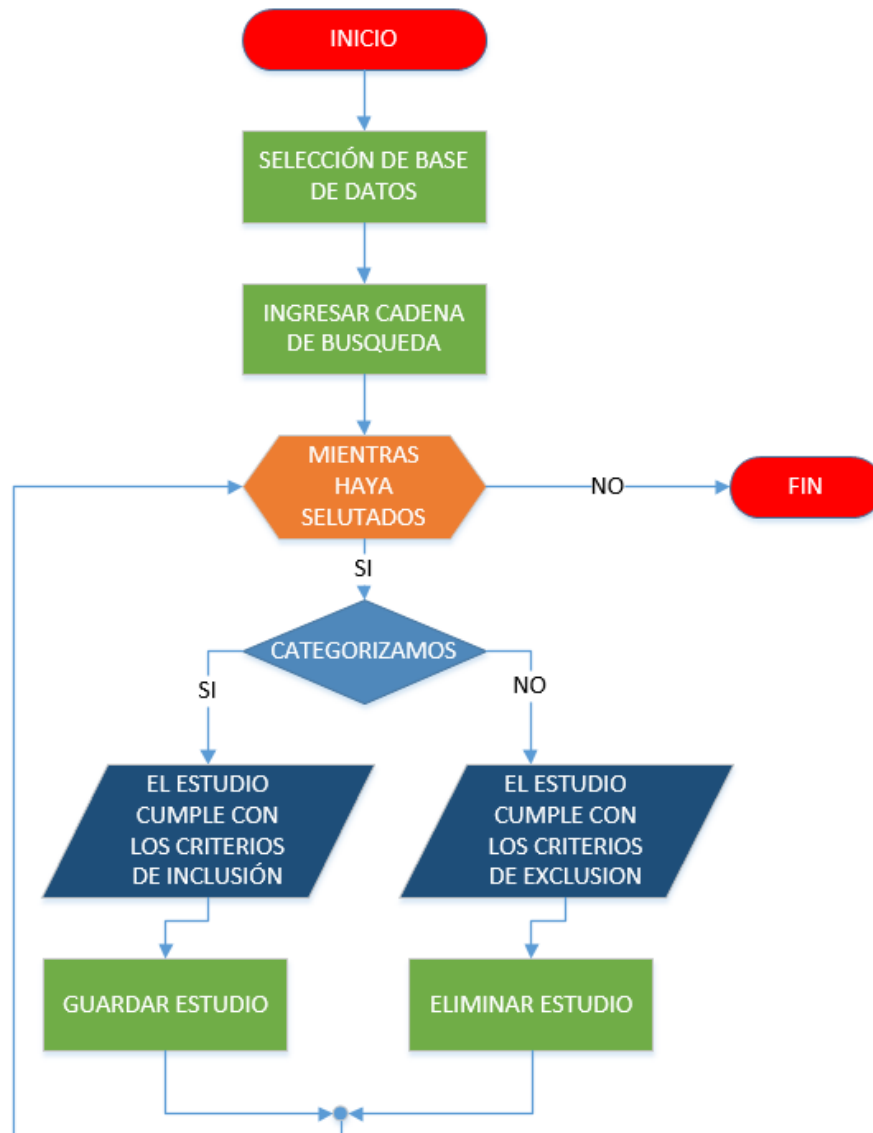 INICIO
SELECCIÓN DE BASE
DE DATOS
INGRESAR CADENA
DE BUSQUEDA
MIENTRAS
HAYA
SELUTADOS
NO
FIN
SI
CATEGORIZAMOS
SI
NO
EL ESTUDIO
CUMPLE CON
LOS CRITERIOS
DE INCLUSIÓN
EL ESTUDIO
CUMPLE CON
LOS CRITERIOS
DE EXCLUSION
GUARDAR ESTUDIO
ELIMINAR ESTUDIO